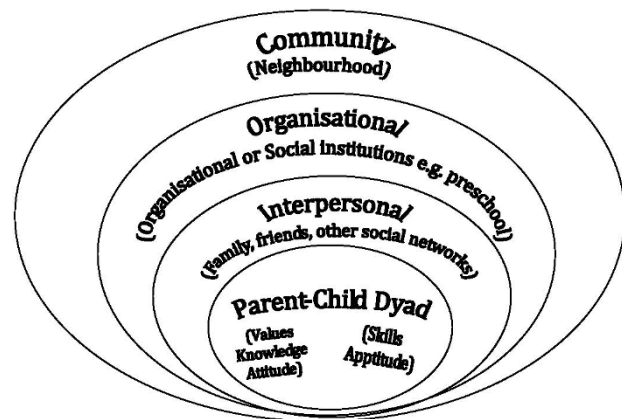 Community
(Neighbourhood)
Organisational
(Organisational or Social institutions e.g. preschool)
Interpersonal
(Family, friends, other social networks)
Parent-Child Dyad
(Values
Knowledge
Attitude)
(Skills
Apptitude)